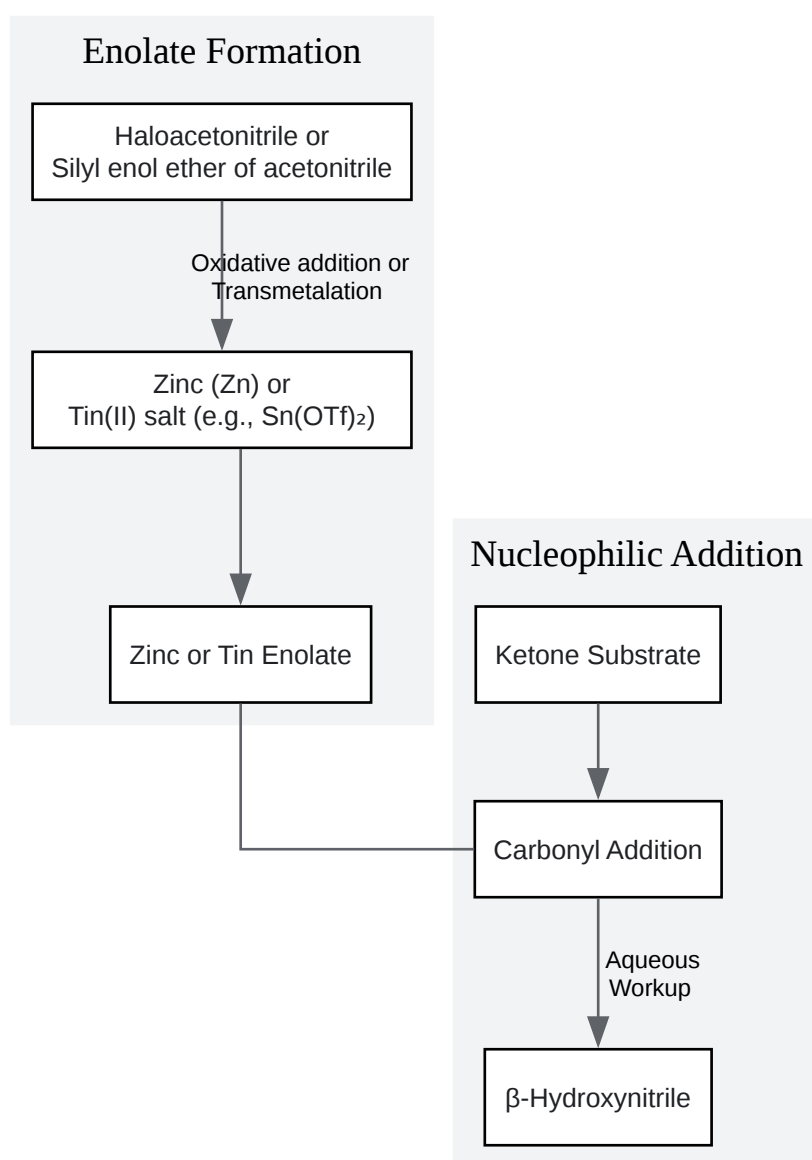 Enolate Formation
Haloacetonitrile or
Silyl enol ether of acetonitrile
Oxidative addition or
Transmetalation
Zinc (Zn) or
Tin(II) salt (e.g., Sn(OTf)₂)
Zinc or Tin Enolate
Nucleophilic Addition
Ketone Substrate
Carbonyl Addition
Aqueous
Workup
β-Hydroxynitrile